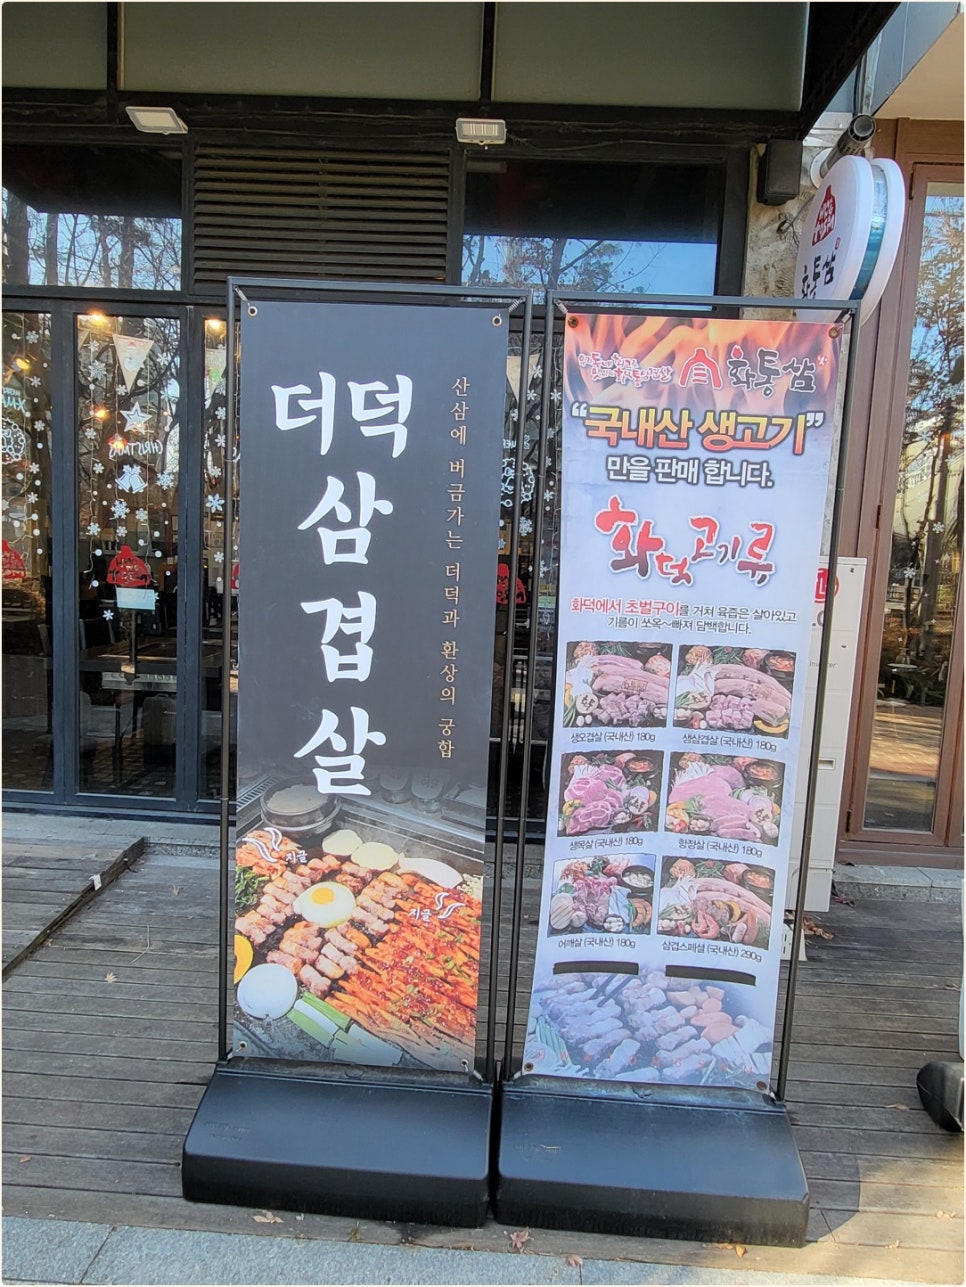 더덕
삼
겹
살
산삼에 버금가는 더덕과 환상의 궁합
지글
지글
화통삼
"국내산 생고기"
만을 판매 합니다.
화덕고기류
화덕에서 초벌구이를 거쳐 육즙은 살아있고
기름이 쏘옥~빠져 담백합니다.
생오겹살 (국내산) 180g
생삼겹살 (국내산) 180g
생목살 (국내산) 180g
항정살 (국내산) 180g
어깨살 (국내산) 180g
삼겹스페셜 (국내산) 290g
화통삼